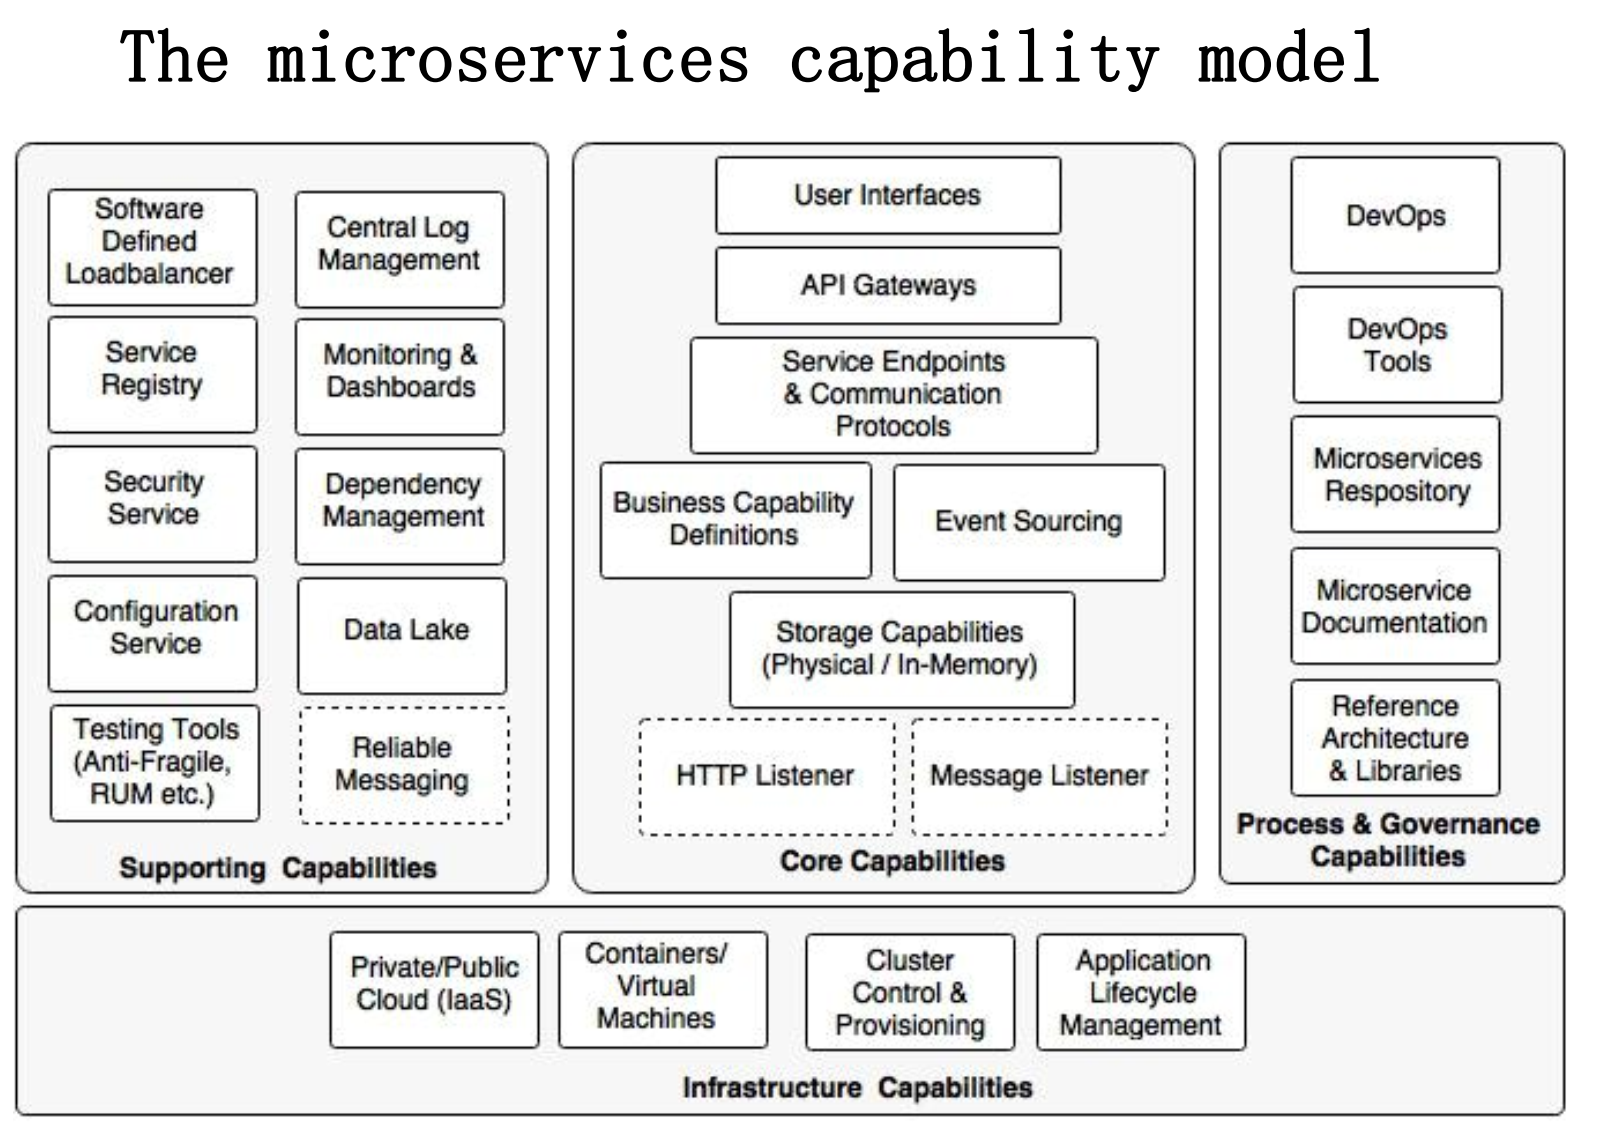 The microservices capability model
Software
Defined
Loadbalancer
Central Log
Management
Service
Registry
Monitoring &
Dashboards
Security
Service
Dependency
Management
Configuration
Service
Data Lake
Testing Tools
(Anti-Fragile,
RUM etc.)
Reliable
Messaging
Supporting Capabilities
User Interfaces
API Gateways
Service Endpoints
& Communication
Protocols
Business Capability
Definitions
Event Sourcing
Storage Capabilities
(Physical / In-Memory)
HTTP Listener
Message Listener
Core Capabilities
DevOps
DevOps
Tools
Microservices
Respository
Microservice
Documentation
Reference
Architecture
& Libraries
Process & Governance
Capabilities
Private/Public
Cloud (IaaS)
Containers/
Virtual
Machines
Cluster
Control &
Provisioning
Application
Lifecycle
Management
Infrastructure Capabilities